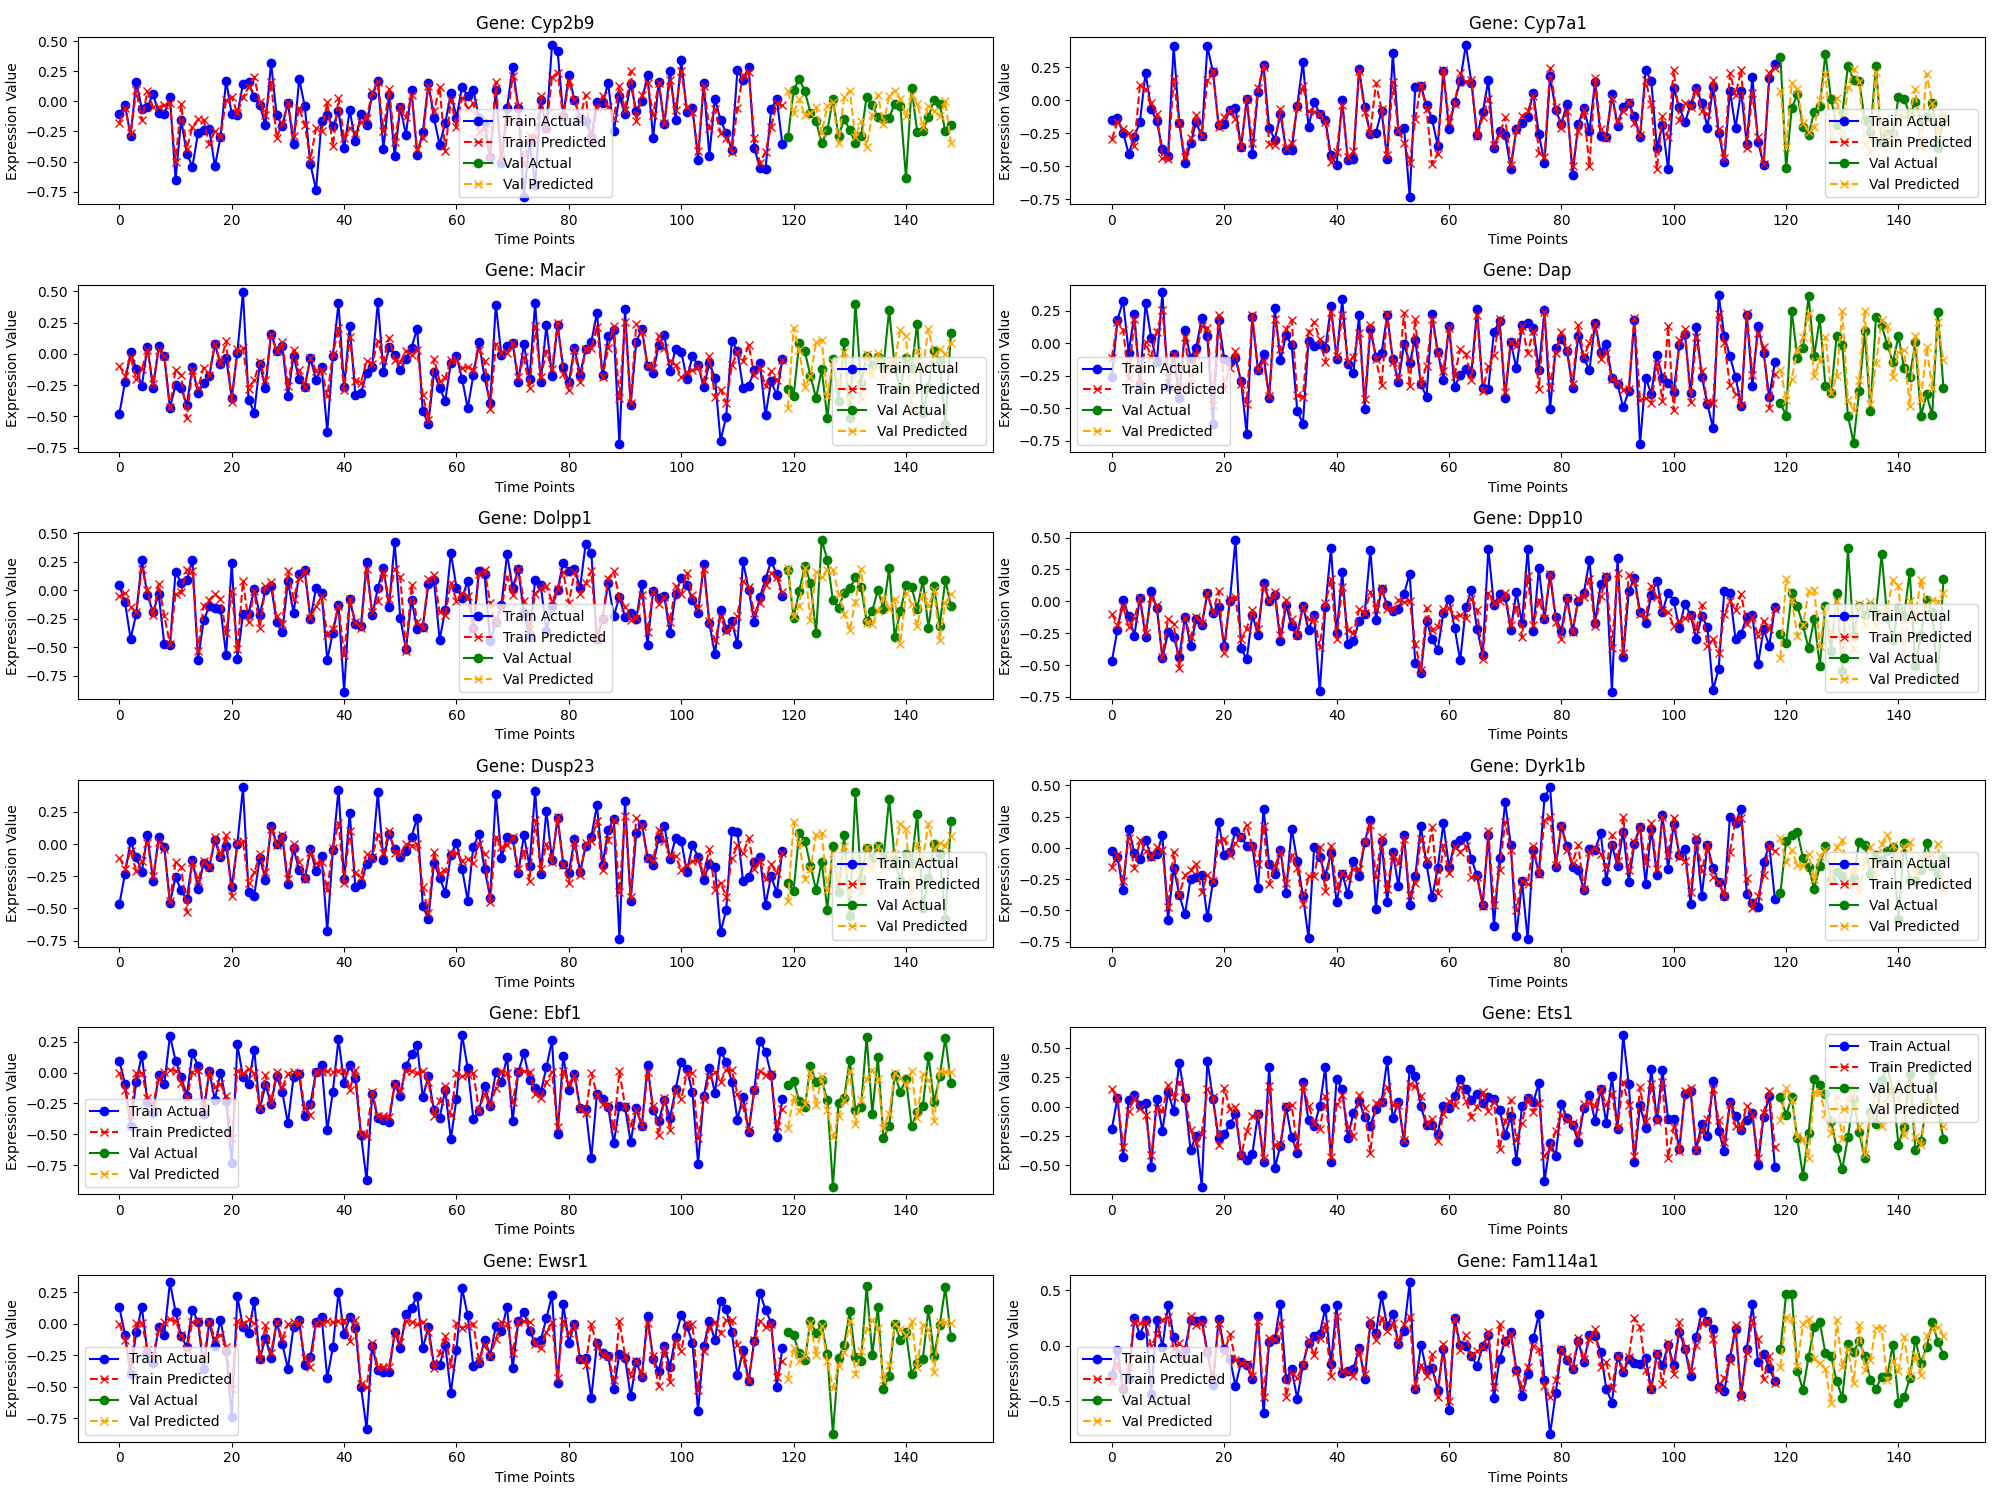 Gene: Cyp2b9
Expression Value
0.50
0.25
0.00
−0.25
−0.50
−0.75
Train Actual
Train Predicted
Val Actual
Val Predicted
0 20 40 60 80 100 120 140
Time Points
Gene: Cyp7a1
Expression Value
0.25
0.00
−0.25
−0.50
−0.75
Train Actual
Train Predicted
Val Actual
Val Predicted
0 20 40 60 80 100 120 140
Time Points
Gene: Macir
Expression Value
0.50
0.25
0.00
−0.25
−0.50
−0.75
Train Actual
Train Predicted
Val Actual
Val Predicted
0 20 40 60 80 100 120 140
Time Points
Gene: Dap
Expression Value
0.25
0.00
−0.25
−0.50
−0.75
Train Actual
Train Predicted
Val Actual
Val Predicted
0 20 40 60 80 100 120 140
Time Points
Gene: Dolpp1
Expression Value
0.50
0.25
0.00
−0.25
−0.50
−0.75
Train Actual
Train Predicted
Val Actual
Val Predicted
0 20 40 60 80 100 120 140
Time Points
Gene: Dpp10
Expression Value
0.50
0.25
0.00
−0.25
−0.50
−0.75
Train Actual
Train Predicted
Val Actual
Val Predicted
0 20 40 60 80 100 120 140
Time Points
Gene: Dusp23
Expression Value
0.25
0.00
−0.25
−0.50
−0.75
Train Actual
Train Predicted
Val Actual
Val Predicted
0 20 40 60 80 100 120 140
Time Points
Gene: Dyrk1b
Expression Value
0.50
0.25
0.00
−0.25
−0.50
−0.75
Train Actual
Train Predicted
Val Actual
Val Predicted
0 20 40 60 80 100 120 140
Time Points
Gene: Ebf1
Expression Value
0.25
0.00
−0.25
−0.50
−0.75
Train Actual
Train Predicted
Val Actual
Val Predicted
0 20 40 60 80 100 120 140
Time Points
Gene: Ets1
Expression Value
0.50
0.25
0.00
−0.25
−0.50
Train Actual
Train Predicted
Val Actual
Val Predicted
0 20 40 60 80 100 120 140
Time Points
Gene: Ewsr1
Expression Value
0.25
0.00
−0.25
−0.50
−0.75
Train Actual
Train Predicted
Val Actual
Val Predicted
0 20 40 60 80 100 120 140
Time Points
Gene: Fam114a1
Expression Value
0.5
0.0
−0.5
Train Actual
Train Predicted
Val Actual
Val Predicted
0 20 40 60 80 100 120 140
Time Points